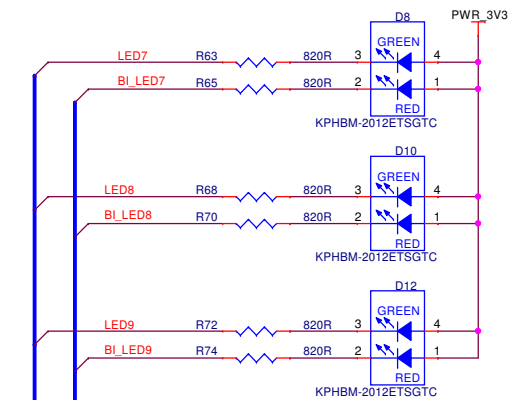 D8 PWR_3V3
GREEN
LED7 R63 820R 3 4
BI_LED7 R65 820R 2 1
RED
KPHBM-2012ETSGTC
D10
GREEN
LED8 R68 820R 3 4
BI_LED8 R70 820R 2 1
RED
KPHBM-2012ETSGTC
D12
GREEN
LED9 R72 820R 3 4
BI_LED9 R74 820R 2 1
RED
KPHBM-2012ETSGTC